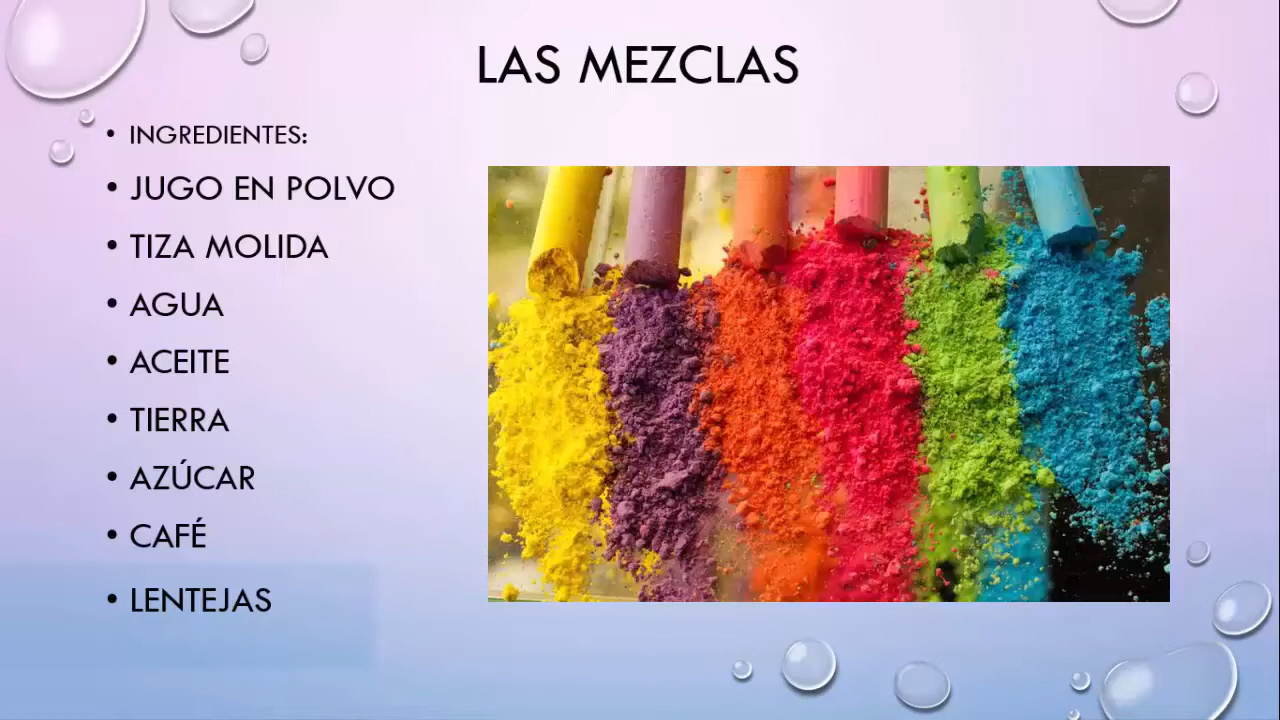 LAS MEZCLAS
• INGREDIENTES:
• JUGO EN POLVO
• TIZA MOLIDA
• AGUA
• ACEITE
• TIERRA
• AZÚCAR
• CAFÉ
• LENTEJAS